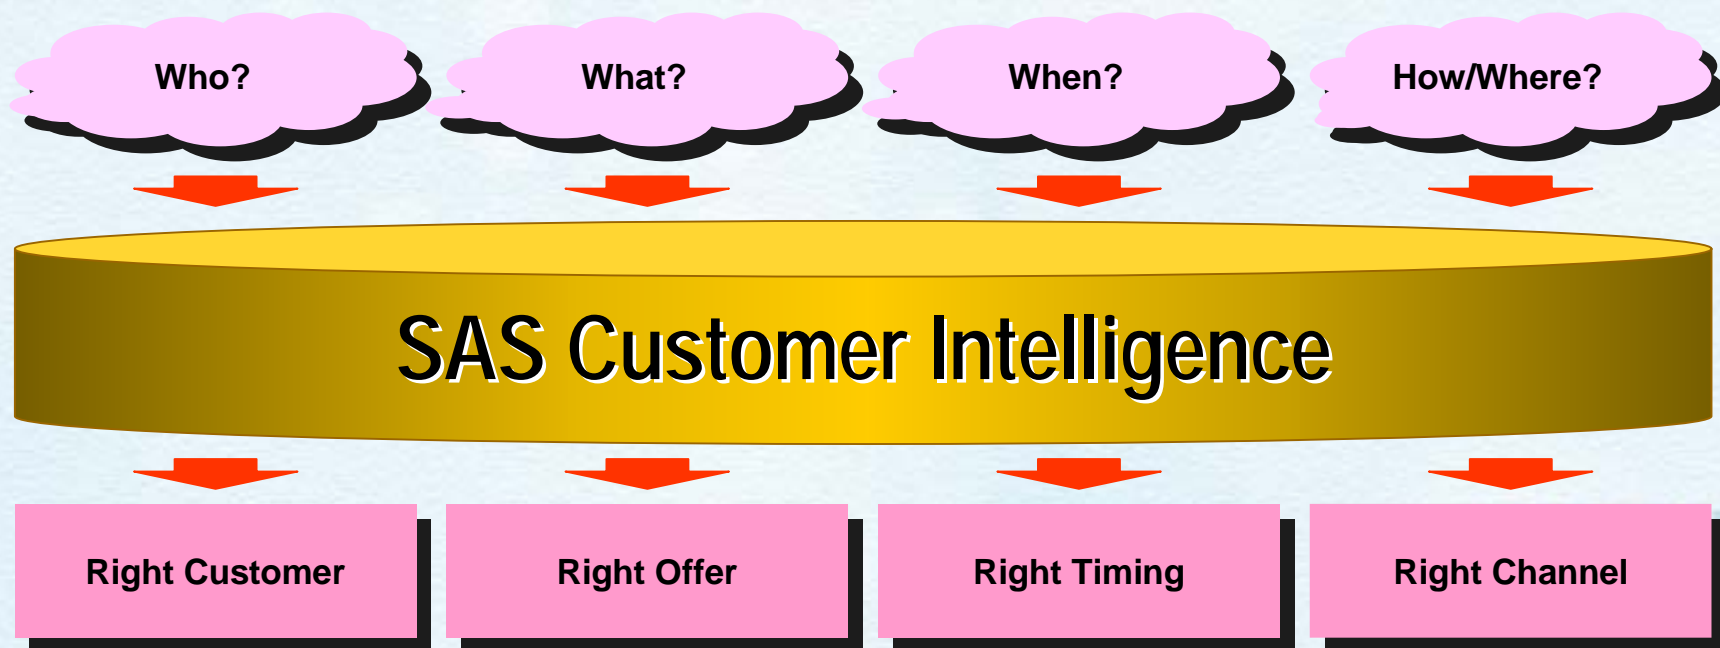 Who?
What?
When?
How/Where?
SAS Customer Intelligence
Right Customer
Right Offer
Right Timing
Right Channel